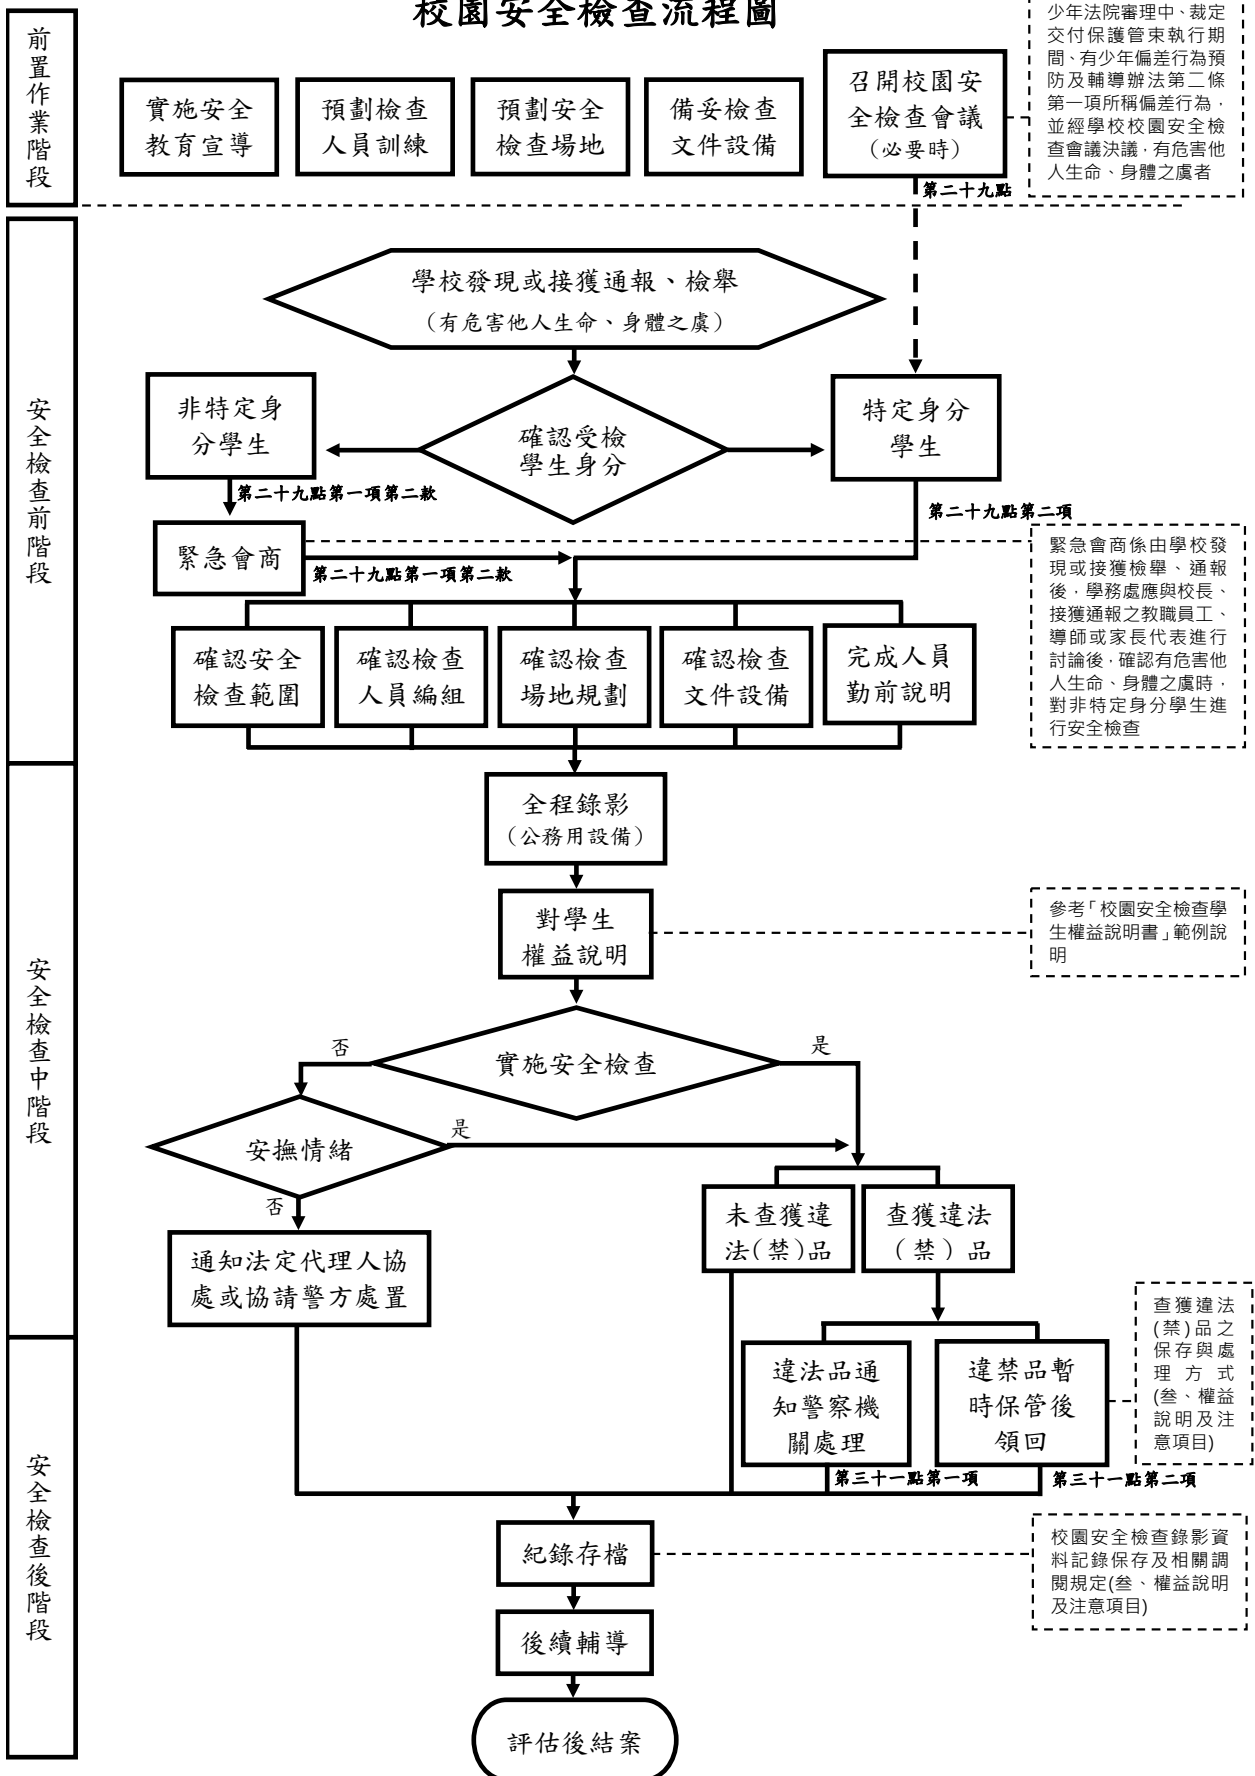 校園安全檢查流程圖
前置作業階段
實施安全
教育宣導
預劃檢查
人員訓練
預劃安全
檢查場地
備妥檢查
文件設備
召開校園安
全檢查會議
(必要時)
少年法院審理中、裁定
交付保護管束執行期
間、有少年偏差行為預
防及輔導辦法第二條
第一項所稱偏差行為，
並經學校校園安全檢
查會議決議，有危害他
人生命、身體之虞者
第二十九點
安全檢查前階段
學校發現或接獲通報、檢舉
（有危害他人生命、身體之虞）
非特定身
分學生
確認受檢
學生身分
特定身分
學生
第二十九點第一項第二款
第二十九點第二項
緊急會商
第二十九點第一項第二款
緊急會商係由學校發
現或接獲檢舉、通報
後，學務處應與校長、
接獲通報之教職員工、
導師或家長代表進行
討論後，確認有危害他
人生命、身體之虞時，
對非特定身分學生進
行安全檢查
確認安全
檢查範圍
確認檢查
人員編組
確認檢查
場地規劃
確認檢查
文件設備
完成人員
勤前說明
安全檢查中階段
全程錄影
（公務用設備）
對學生
權益說明
參考「校園安全檢查學
生權益說明書」範例說
明
實施安全檢查
否
是
安撫情緒
是
否
通知法定代理人協
處或協請警方處置
未查獲違
法(禁)品
查獲違法
（禁）品
安全檢查後階段
違法品通
知警察機
關處理
違禁品暫
時保管後
領回
查獲違法
(禁)品之
保存與處
理方式
(叁、權益
說明及注
意項目)
第三十一點第一項
第三十一點第二項
紀錄存檔
校園安全檢查錄影資
料記錄保存及相關調
閱規定(叁、權益說明
及注意項目)
後續輔導
評估後結案